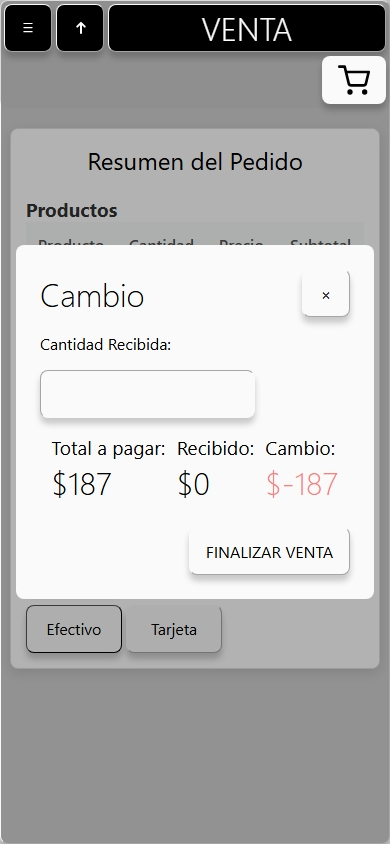 ☰ ↑ VENTA
Resumen del Pedido
Productos
Producto Cantidad Precio Subtotal
Cambio ×
Cantidad Recibida:
Total a pagar: Recibido: Cambio:
$187 $0 $-187
FINALIZAR VENTA
Efectivo Tarjeta